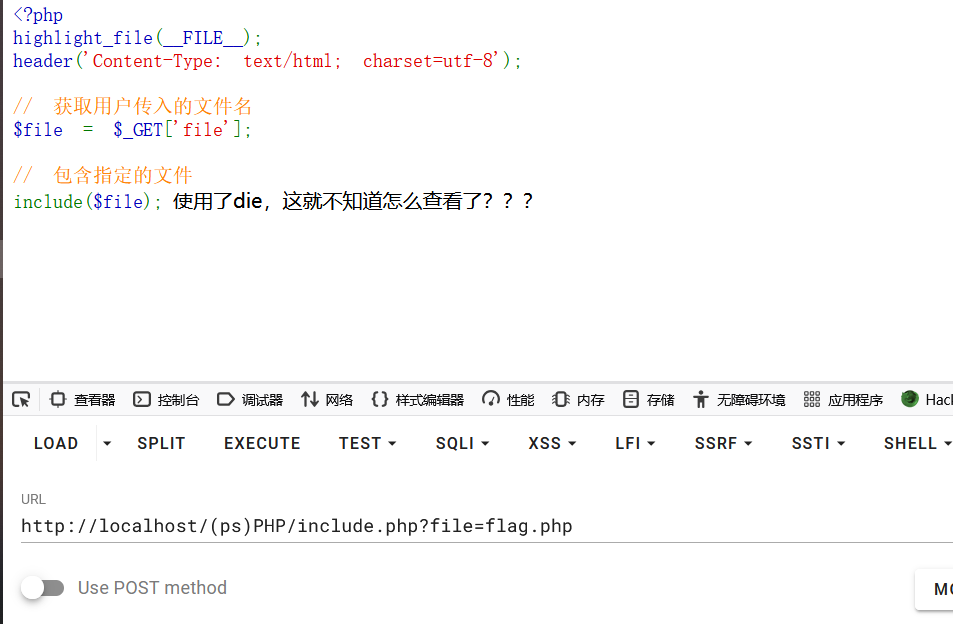 <?php
highlight_file(__FILE__);
header('Content-Type: text/html; charset=utf-8');
// 获取用户传入的文件名
$file = $_GET['file'];
// 包含指定的文件
include($file); 使用了die，这就不知道怎么查看了？？？
查看器 控制台 调试器 网络 样式编辑器 性能 内存 存储 无障碍环境 应用程序
LOAD SPLIT EXECUTE TEST SQLI XSS LFI SSRF SSTI SHELL
URL
http://localhost/(ps)PHP/include.php?file=flag.php
Use POST method